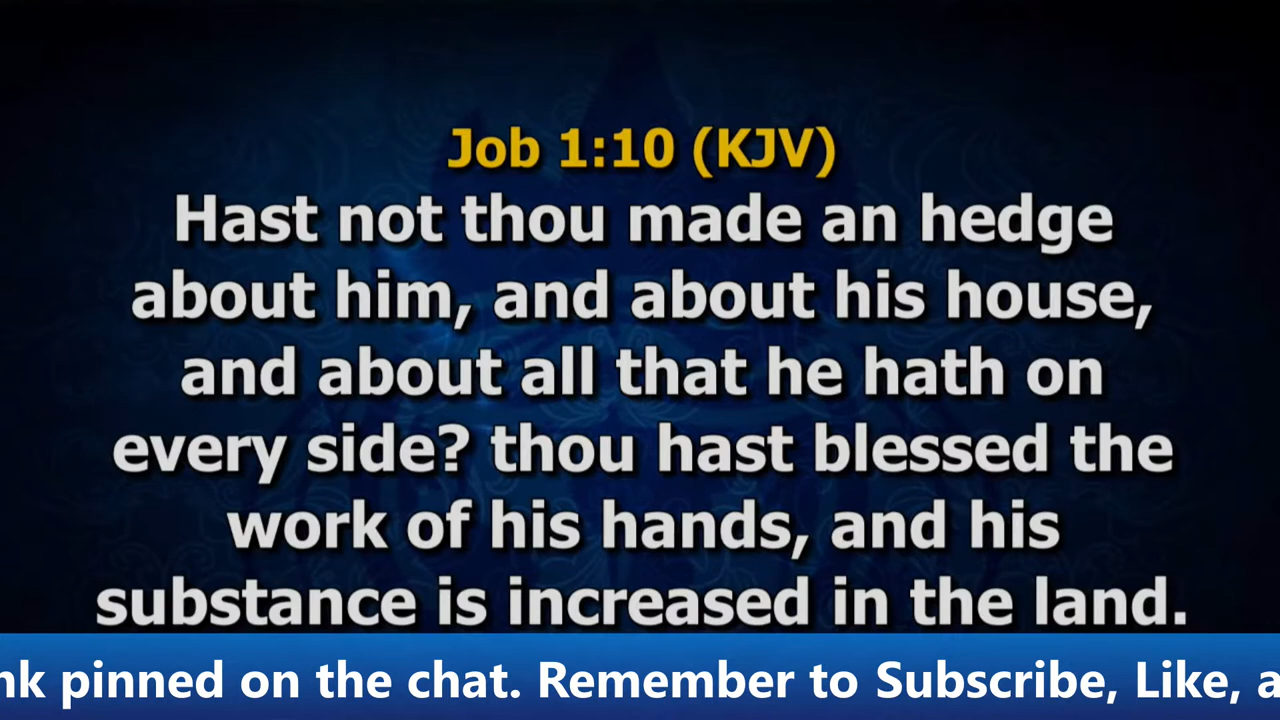 Job 1:10 (KJV)
Hast not thou made an hedge
about him, and about his house,
and about all that he hath on
every side? thou hast blessed the
work of his hands, and his
substance is increased in the land.
pinned on the chat. Remember to Subscribe, Like,